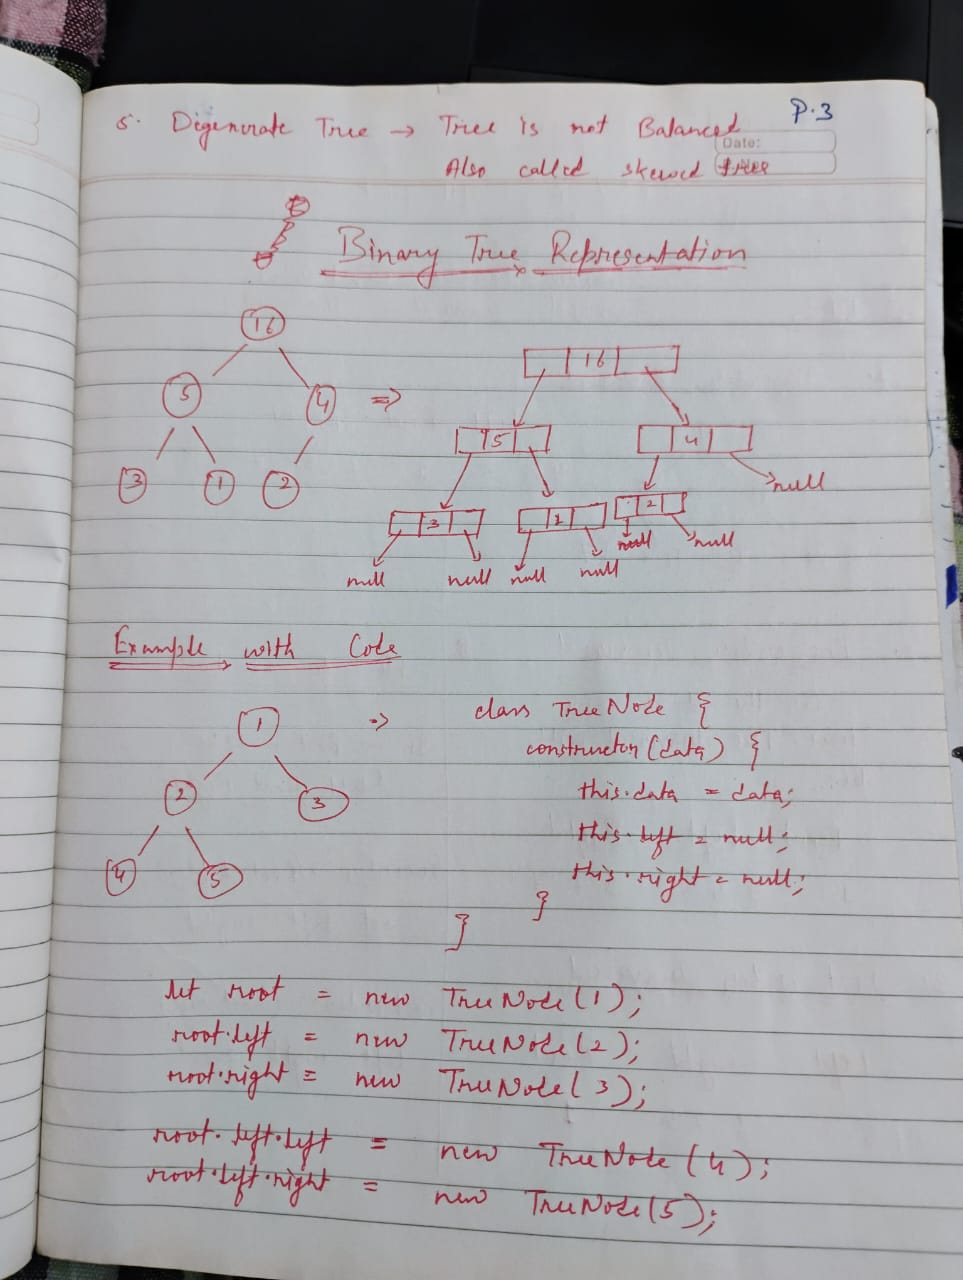 P.3
5. Degenerate Tree → Tree is not Balanced
Date:
Also called skewed tree
Binary Tree Representation
16
5 4 =>
3 1 2
16
5 4
null
3 1 2
null null
null null null null
Example with Code
1 =>
2 3
4 5
class TreeNode {
constructor(data) {
this.data = data;
this.left = null;
this.right = null;
}
}
let root = new TreeNode(1);
root.left = new TreeNode(2);
root.right = new TreeNode(3);
root.left.left = new TreeNode(4);
root.left.right = new TreeNode(5);